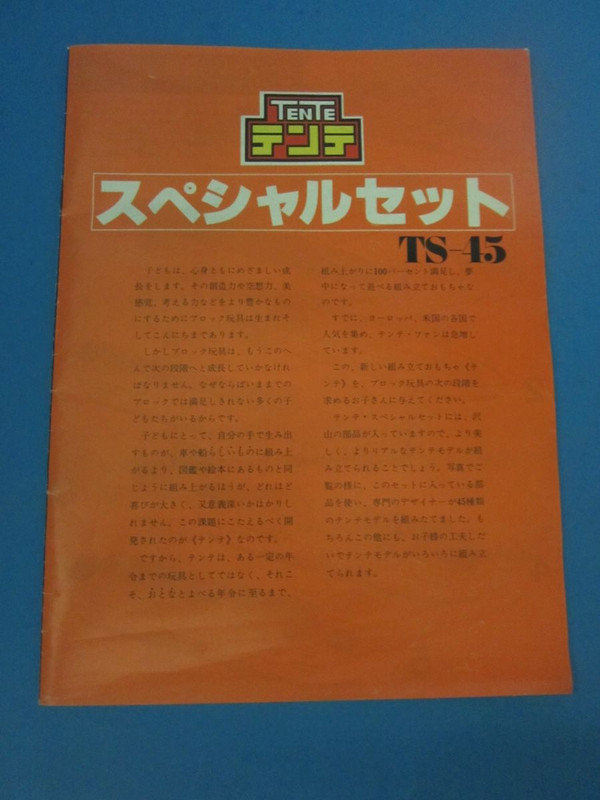 TENTE
テンテ
スペシャルセット
TS-45
子どもは、心身ともにめざましい成
長をします。その創造力や空想力、美
感覚、考える力などをより豊かなもの
にするためにブロック玩具は生まれそ
してこんにちまであります。
しかしブロック玩具は、もうこのへ
んで次の段階へと成長していかなけれ
ばなりません。なぜならばいままでの
ブロックでは満足しきれない多くの子
どもたちがいるからです。
子どもにとって、自分の手で生み出
すものが、車や船らしいものに組み上
がるより、図鑑や絵本にあるものと同
じように組み上がるほうが、どれほど
喜びが大きく、又意義深いかはかりし
れません。この課題にこたえるべく開
発されたのが《テンテ》なのです。
ですから、テンテは、ある一定の年
令までの玩具としてではなく、それこ
そ、おとなとよべる年令に至るまで、
組み上がりに100パーセント満足し、夢
中になって遊べる組み立ておもちゃな
のです。
すでに、ヨーロッパ、米国の各国で
人気を集め、テンテ・ファンは急増し
ています。
この、新しい組み立ておもちゃ《テ
ンテ》を、ブロック玩具の次の段階を
求めるお子さんに与えてください。
テンテ・スペシャルセットには、沢
山の部品が入っていますので、より美
しく、よりリアルなテンテモデルが組
み立てられることでしょう。写真でご
覧の様に、このセットに入っている部
品を使い、専門のデザイナーが45種類
のテンテモデルを組みたてました。も
ちろんこの他にも、お子様の工夫しだ
いでテンテモデルがいろいろに組み立
てられます。